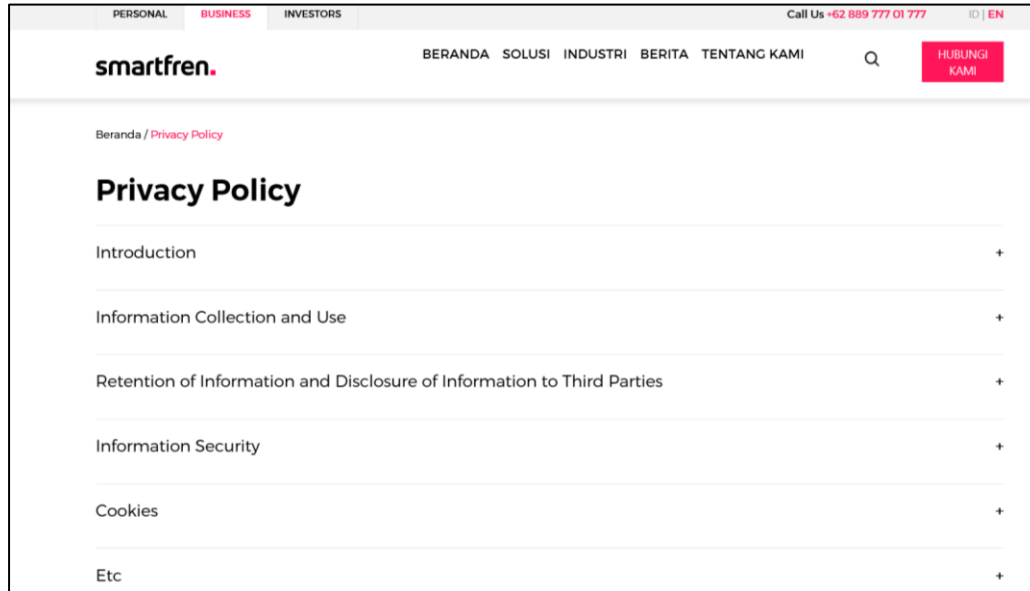 PERSONAL BUSINESS INVESTORS Call Us +62 889 777 01 777 ID | EN
smartfren. BERANDA SOLUSI INDUSTRI BERITA TENTANG KAMI HUBUNGI KAMI
Beranda / Privacy Policy
Privacy Policy
Introduction +
Information Collection and Use +
Retention of Information and Disclosure of Information to Third Parties +
Information Security +
Cookies +
Etc +